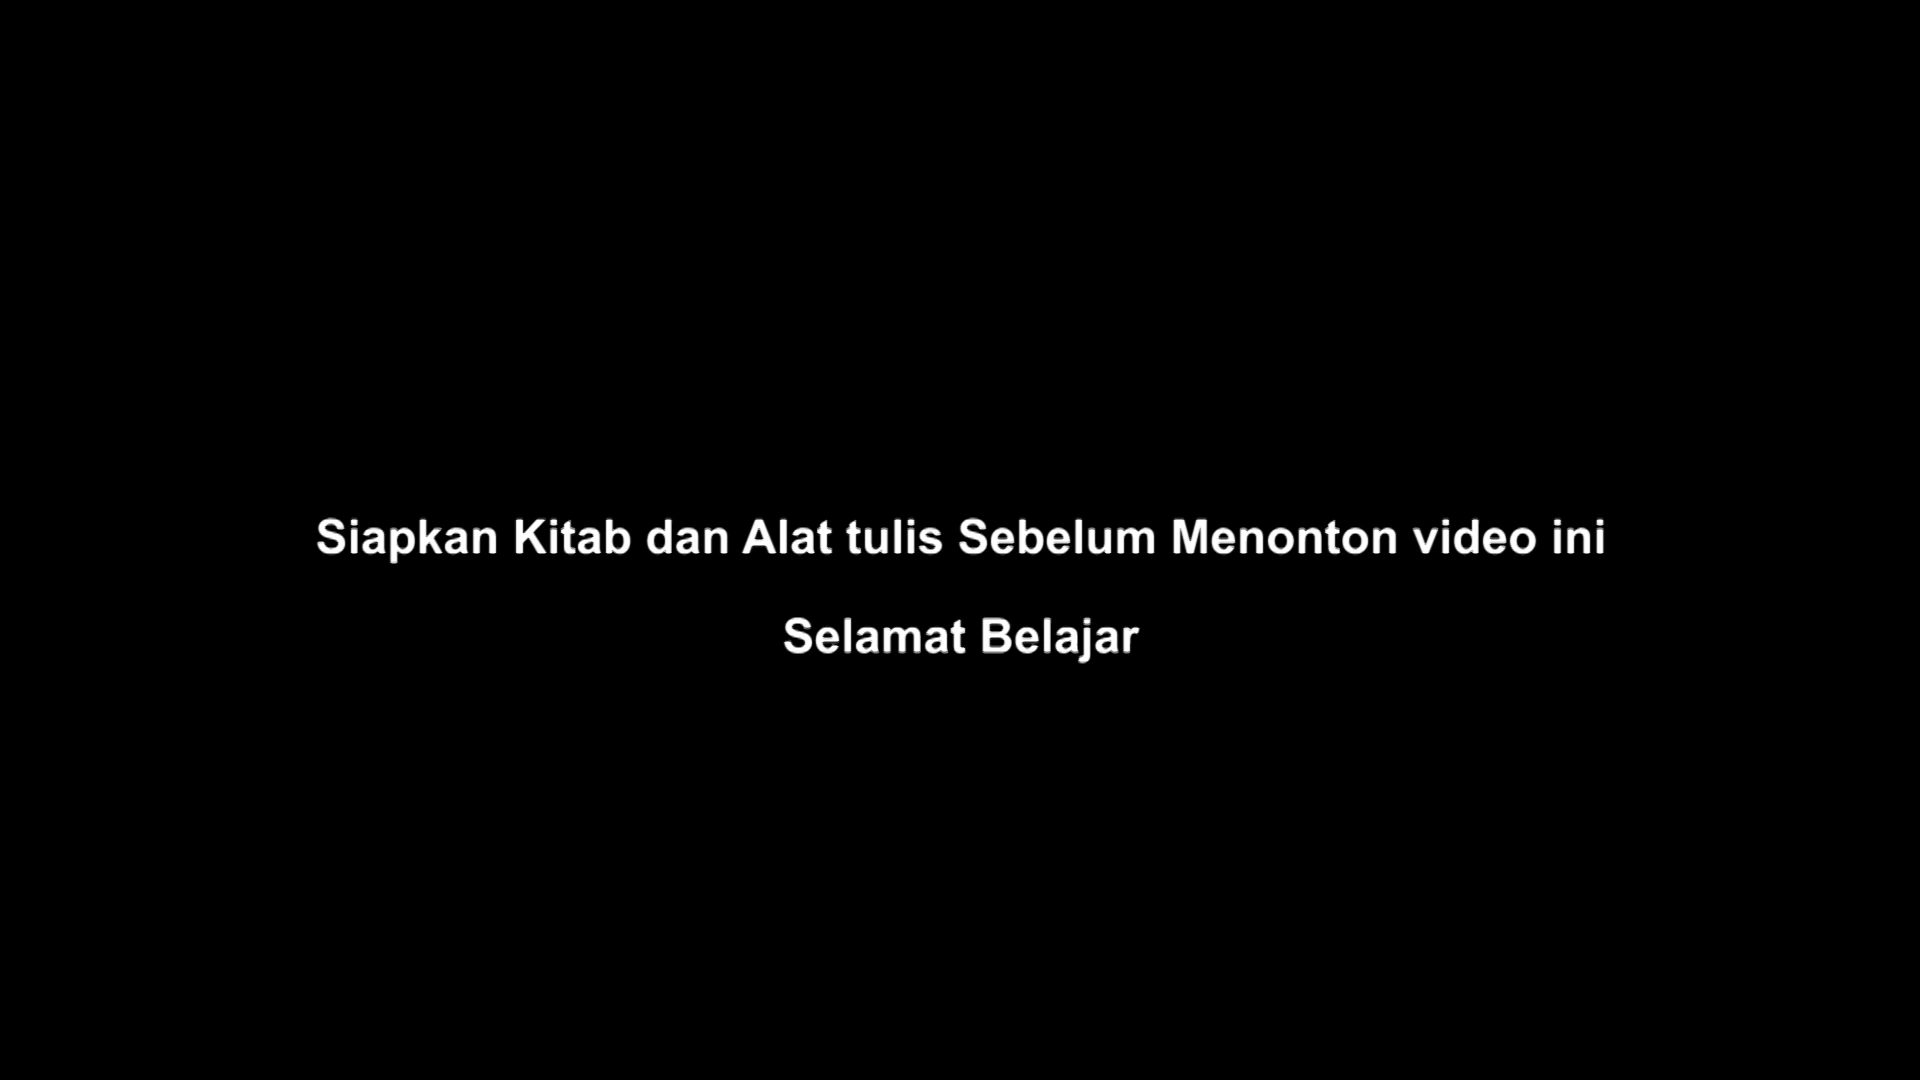 Siapkan Kitab dan Alat tulis Sebelum Menonton video ini
Selamat Belajar